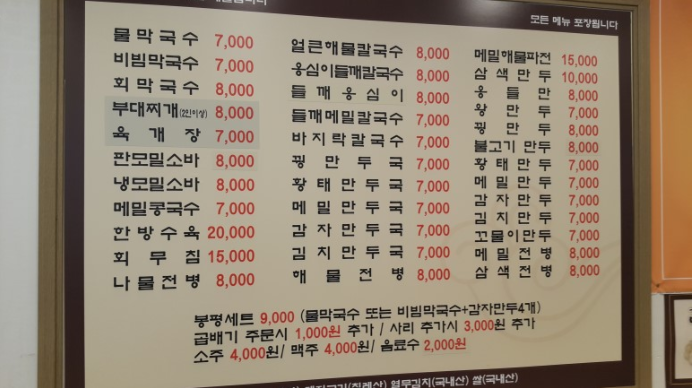 모든 메뉴 포장됩니다
물막국수 7,000
비빔막국수 7,000
회막국수 8,000
부대찌개(2인이상) 8,000
육개장 7,000
판모밀소바 8,000
냉모밀소바 8,000
메밀콩국수 7,000
한방수육 20,000
회무침 15,000
나물전병 8,000
얼큰해물칼국수 8,000
옹심이들깨칼국수 8,000
들깨옹심이 8,000
들깨메밀칼국수 8,000
바지락칼국수 7,000
꿩만두국 7,000
황태만두국 7,000
메밀만두국 7,000
감자만두국 7,000
김치만두국 7,000
해물전병 8,000
메밀해물파전 15,000
삼색만두 10,000
옹들만 8,000
왕만두 7,000
꿩만두 8,000
불고기만두 8,000
황태만두 7,000
메밀만두 7,000
감자만두 7,000
김치만두 7,000
꼬물이만두 7,000
메밀전병 8,000
삼색전병 8,000
봉평세트 9,000 (물막국수 또는 비빔막국수+감자만두4개)
곱배기 주문시 1,000원 추가 / 사리 추가시 3,000원 추가
소주 4,000원/ 맥주 4,000원/ 음료수 2,000원
열무김치(국내산) 쌀(국내산)